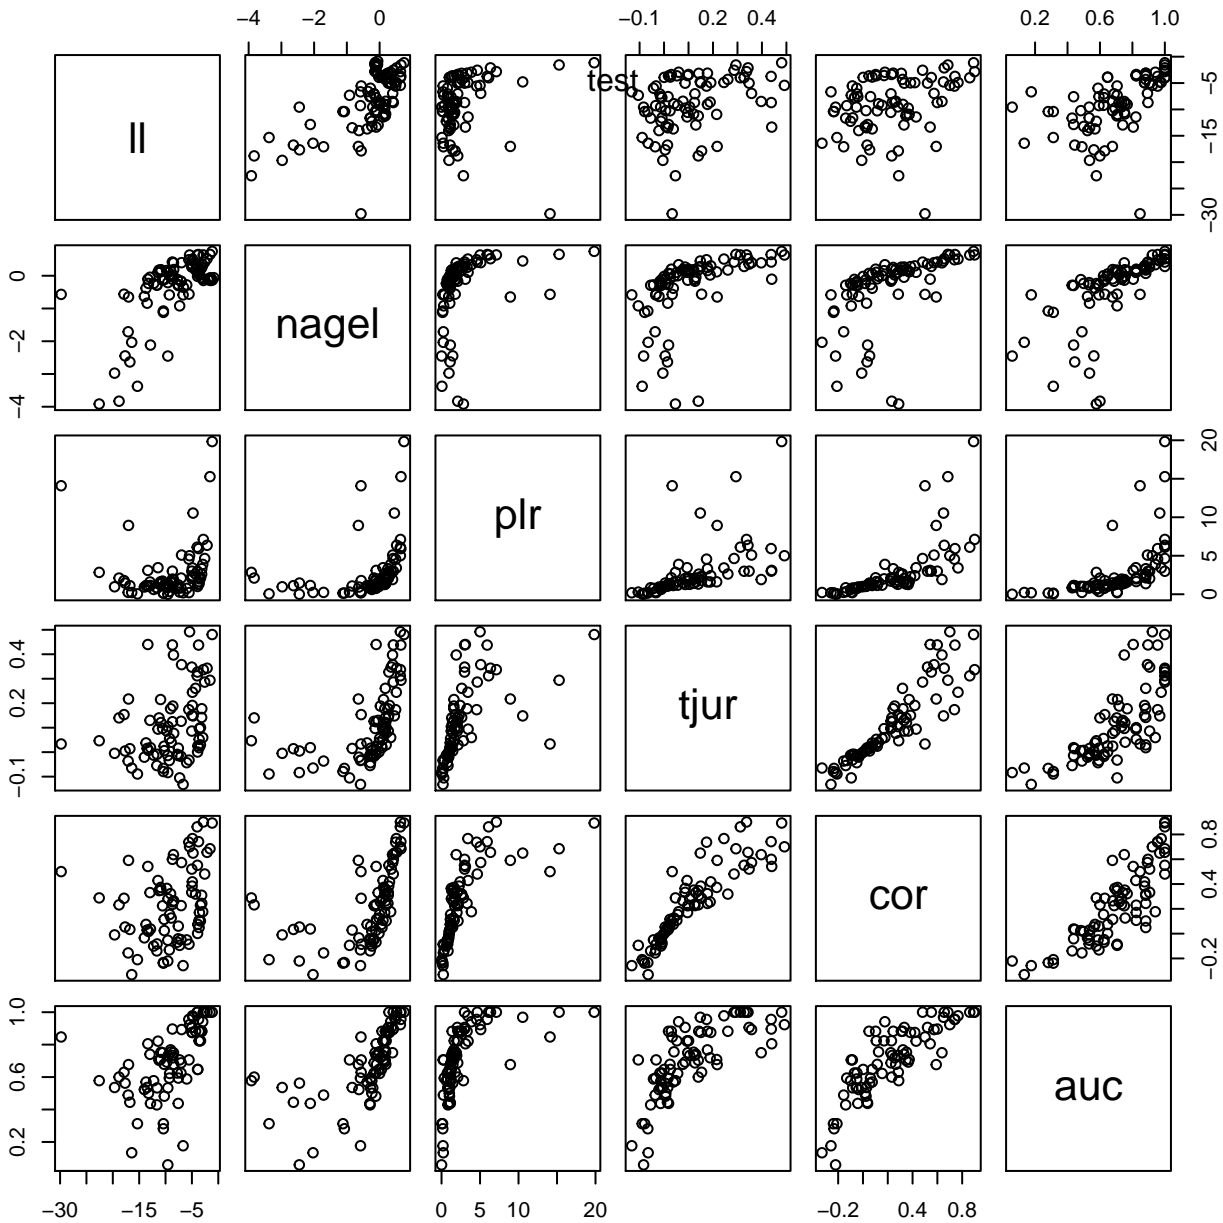 −4 −2 0 −0.1 0.2 0.4 0.2 0.6 1.0
ll test −30 −15 −5
0 −2 −4 nagel
plr 0 5 20
0.4 0.2 −0.1 tjur
cor −0.2 0.4 0.8
1.0 0.6 0.2 auc
−30 −15 −5 0 5 10 20 −0.2 0.4 0.8